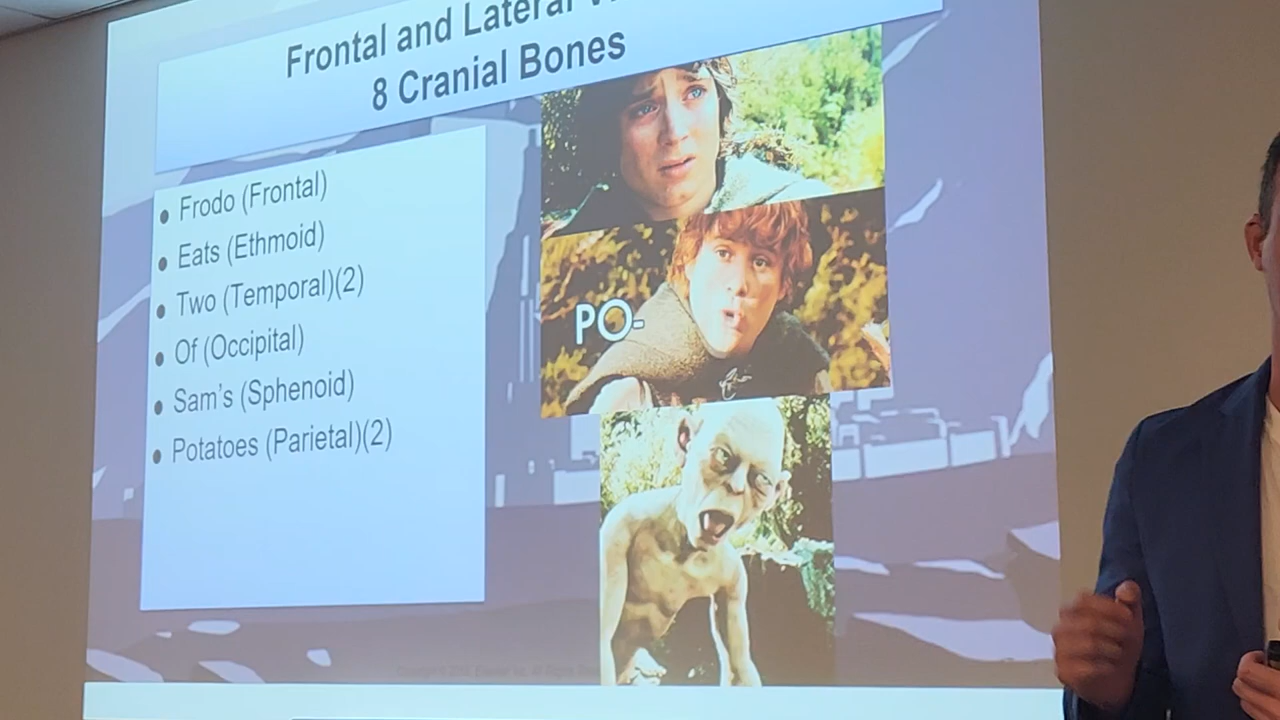 Frontal and Lateral
8 Cranial Bones
Frodo (Frontal)
Eats (Ethmoid)
Two (Temporal)(2)
Of (Occipital)
Sam's (Sphenoid)
Potatoes (Parietal)(2)
PO-